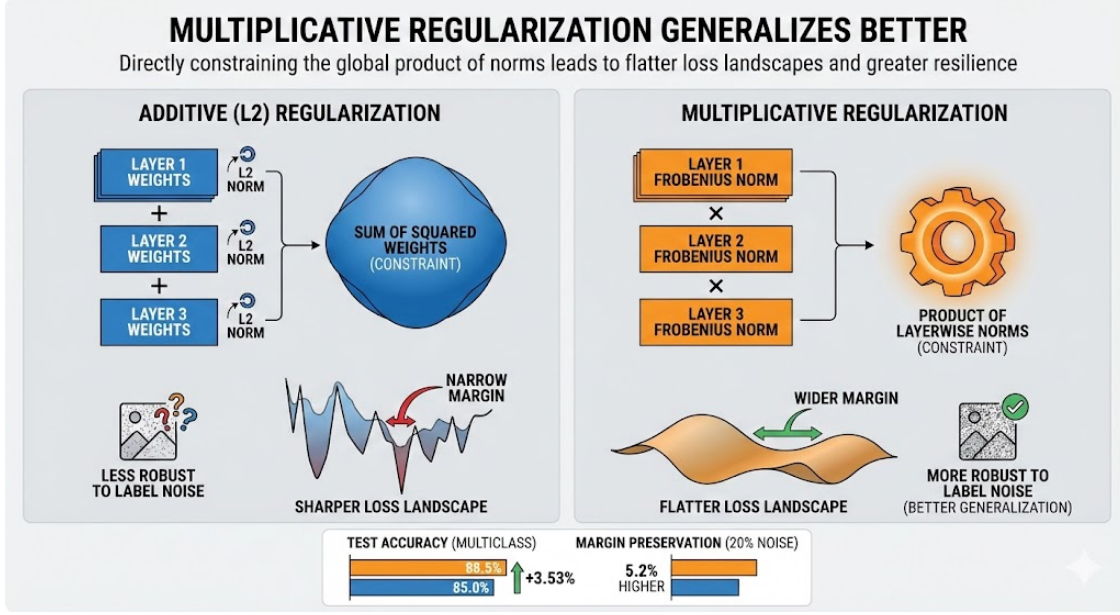 MULTIPLICATIVE REGULARIZATION GENERALIZES BETTER
Directly constraining the global product of norms leads to flatter loss landscapes and greater resilience
ADDITIVE (L2) REGULARIZATION
LAYER 1
WEIGHTS
L2
NORM
+
LAYER 2
WEIGHTS
L2
NORM
+
LAYER 3
WEIGHTS
L2
NORM
SUM OF SQUARED
WEIGHTS
(CONSTRAINT)
???
LESS ROBUST
TO LABEL NOISE
NARROW
MARGIN
SHARPER LOSS LANDSCAPE
MULTIPLICATIVE REGULARIZATION
LAYER 1
FROBENIUS NORM
×
LAYER 2
FROBENIUS NORM
×
LAYER 3
FROBENIUS NORM
PRODUCT OF
LAYERWISE NORMS
(CONSTRAINT)
WIDER MARGIN
FLATTER LOSS LANDSCAPE
MORE ROBUST TO
LABEL NOISE
(BETTER GENERALIZATION)
TEST ACCURACY (MULTICLASS)
88.5%
85.0%
+3.53%
MARGIN PRESERVATION (20% NOISE)
5.2%
HIGHER